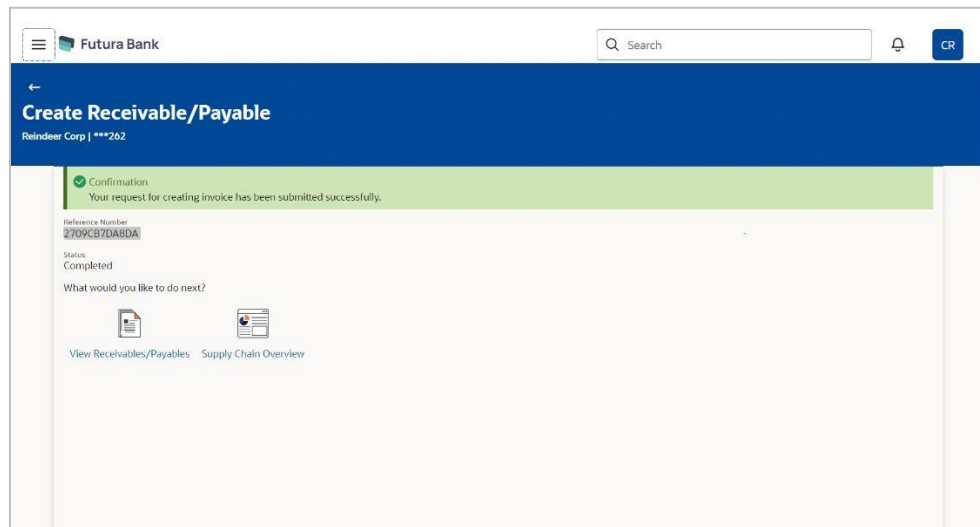 Futura Bank
Search
CR
Create Receivable/Payable
Reindeer Corp | ***262
Confirmation
Your request for creating invoice has been submitted successfully.
Reference Number
2709CB7DA8DA
Status
Completed
What would you like to do next?
View Receivables/Payables Supply Chain Overview